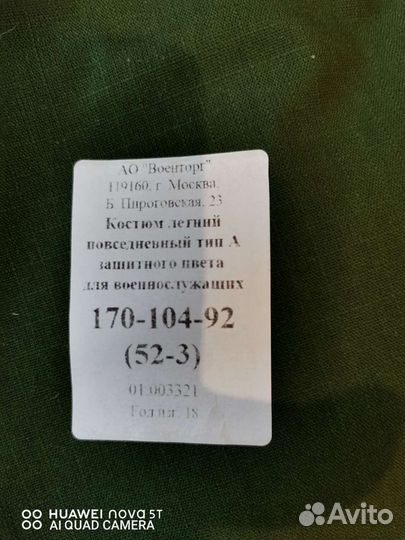 АО "Военторг"
119160, г. Москва,
Б. Пироговская, 23
Костюм летний
повседневный тип А
защитного цвета
для военнослужащих
170-104-92
(52-3)
01.003321
Годия: 18
HUAWEI nova 5T
AI QUAD CAMERA
Avito